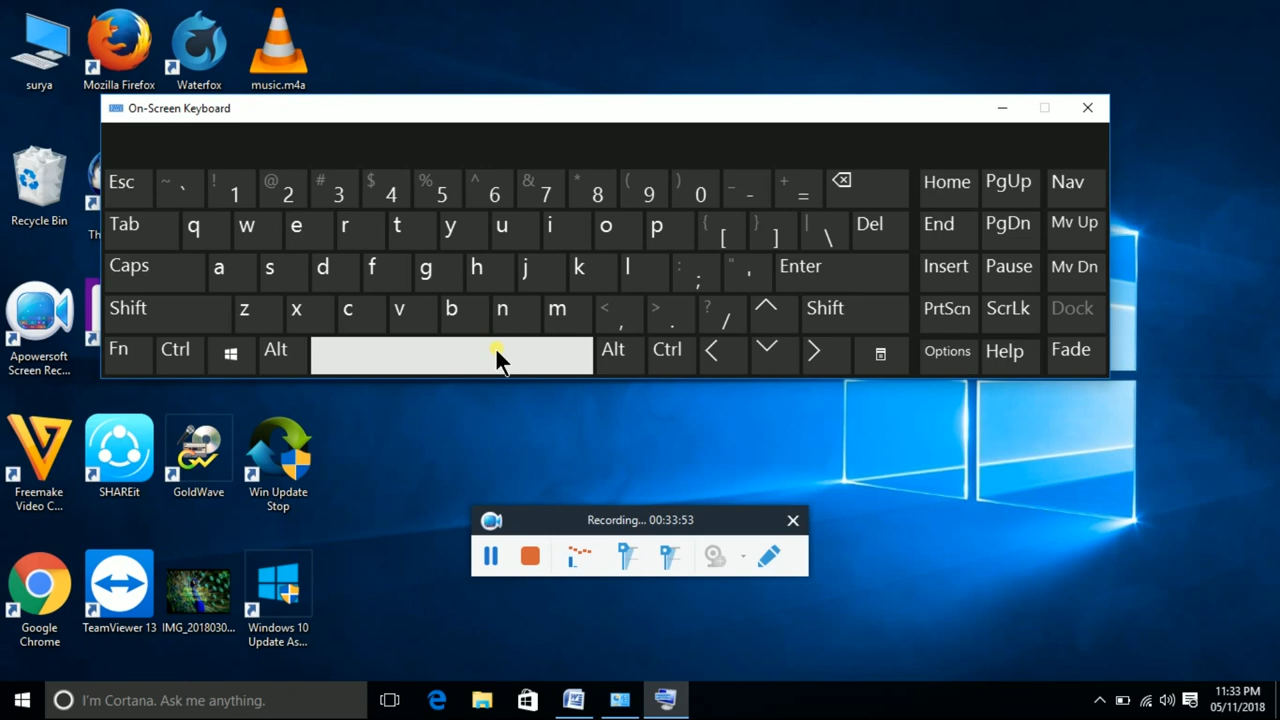 surya
Mozilla Firefox
Waterfox
music.m4a
On-Screen Keyboard
Esc ~ ` ! 1 @ 2 # 3 $ 4 % 5 ^ 6 & 7 * 8 ( 9 ) 0 _ - + = Home PgUp Nav
Tab q w e r t y u i o p { [ } ] | \ Del End PgDn Mv Up
Caps a s d f g h j k l : ; " ' Enter Insert Pause Mv Dn
Shift z x c v b n m < , > . ? / Shift PrtScn ScrLk Dock
Fn Ctrl Alt Alt Ctrl Options Help Fade
Recycle Bin
Th
Apowersoft
Screen Rec...
Freemake
Video C...
SHAREit
GoldWave
Win Update
Stop
Recording... 00:33:53
Google
Chrome
TeamViewer 13
IMG_2018030...
Windows 10
Update As...
I'm Cortana. Ask me anything.
11:33 PM
05/11/2018